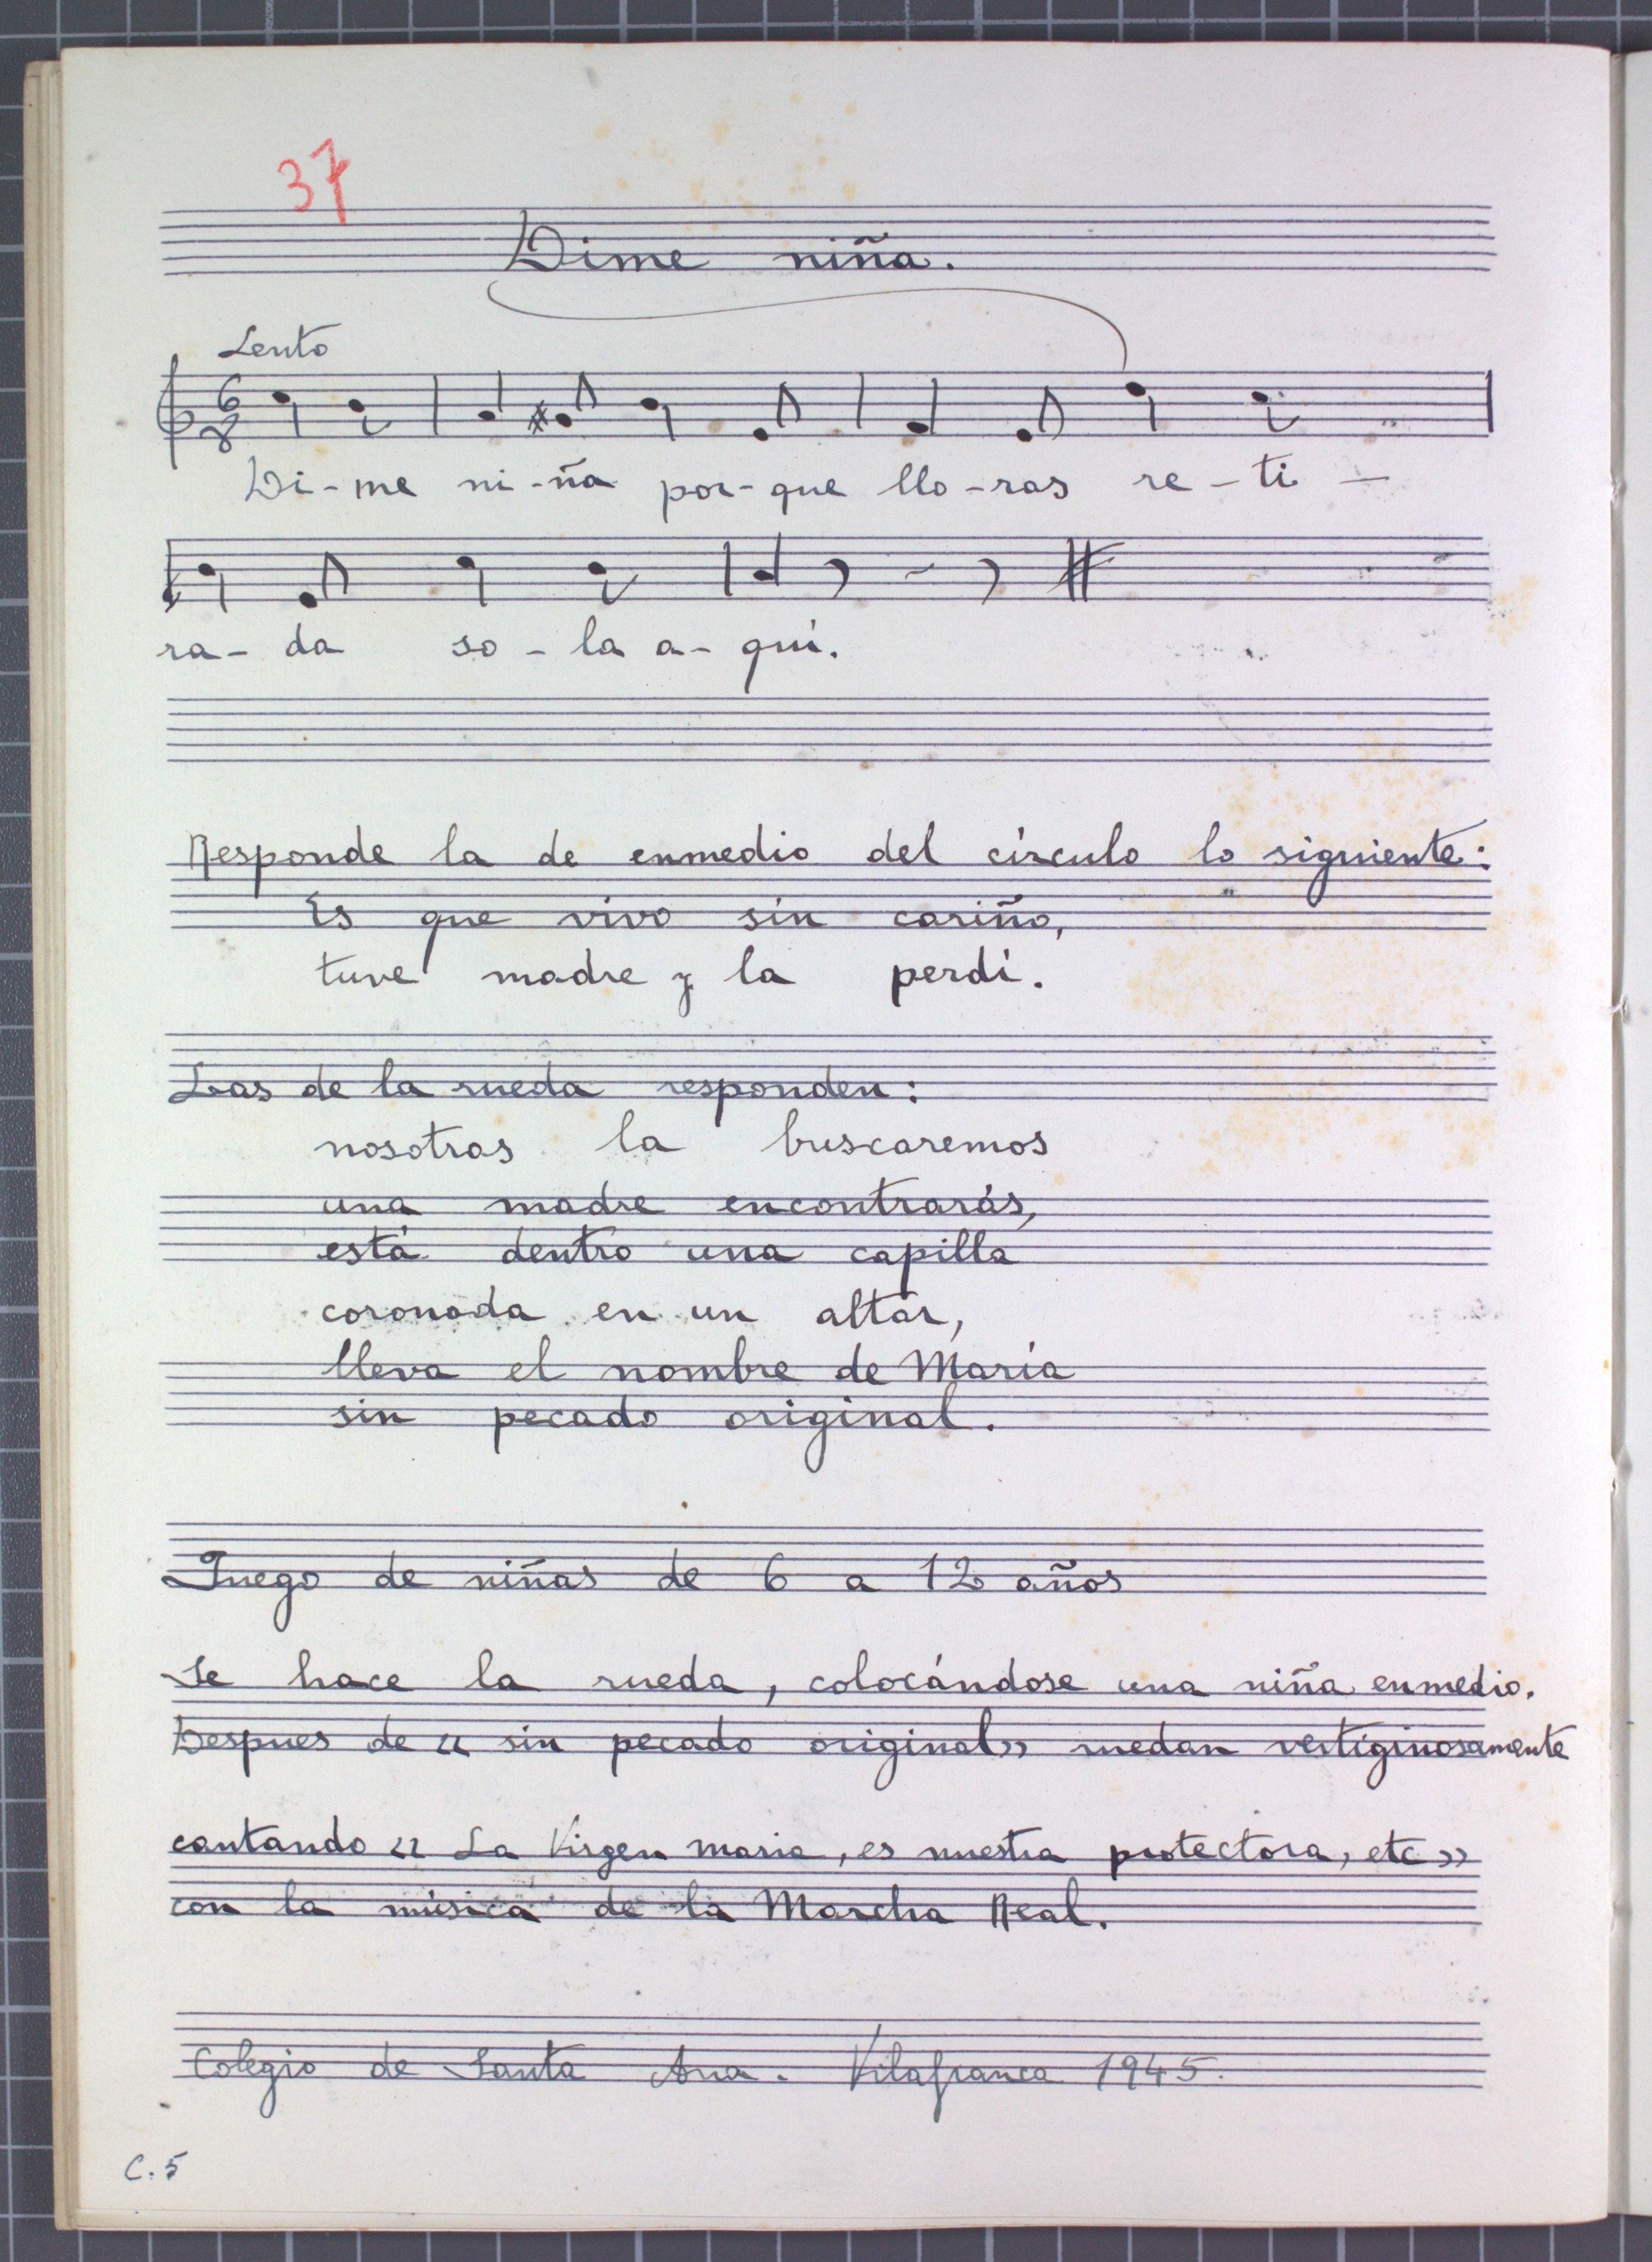 37
Dime niña.
Lento
6
8
Di-me ni-ña por-que llo-ras re-ti -
ra- da so - la a- qui.
Responde la de enmedio del círculo lo siguiente:
Es que vivo sin cariño,
tuve madre y la perdí.
Las de la rueda responden:
nosotras la buscaremos
una madre encontrarás,
está dentro una capilla
coronada en un altar,
lleva el nombre de María
sin pecado original.
Juego de niñas de 6 a 12 años
Se hace la rueda, colocándose una niña enmedio.
Despues de « sin pecado original» ruedan vertiginosamente
cantando « La Virgen maria, es nuestra protectora, etc »
con la música de la Marcha Real.
Colegio de Santa Ana. Vilafranca 1945.
C. 5